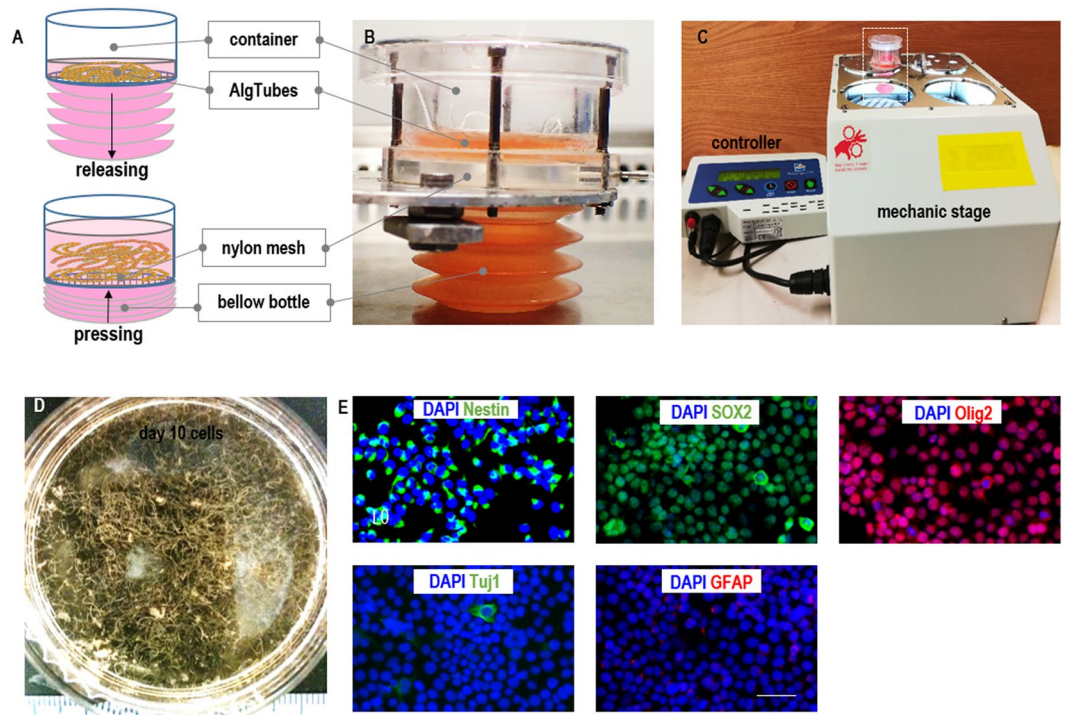 A
container
B
C
AlgTubes
releasing
controller
mechanic stage
nylon mesh
bellow bottle
pressing
D
day 10 cells
E
DAPI Nestin
DAPI SOX2
DAPI Olig2
DAPI Tuj1
DAPI GFAP